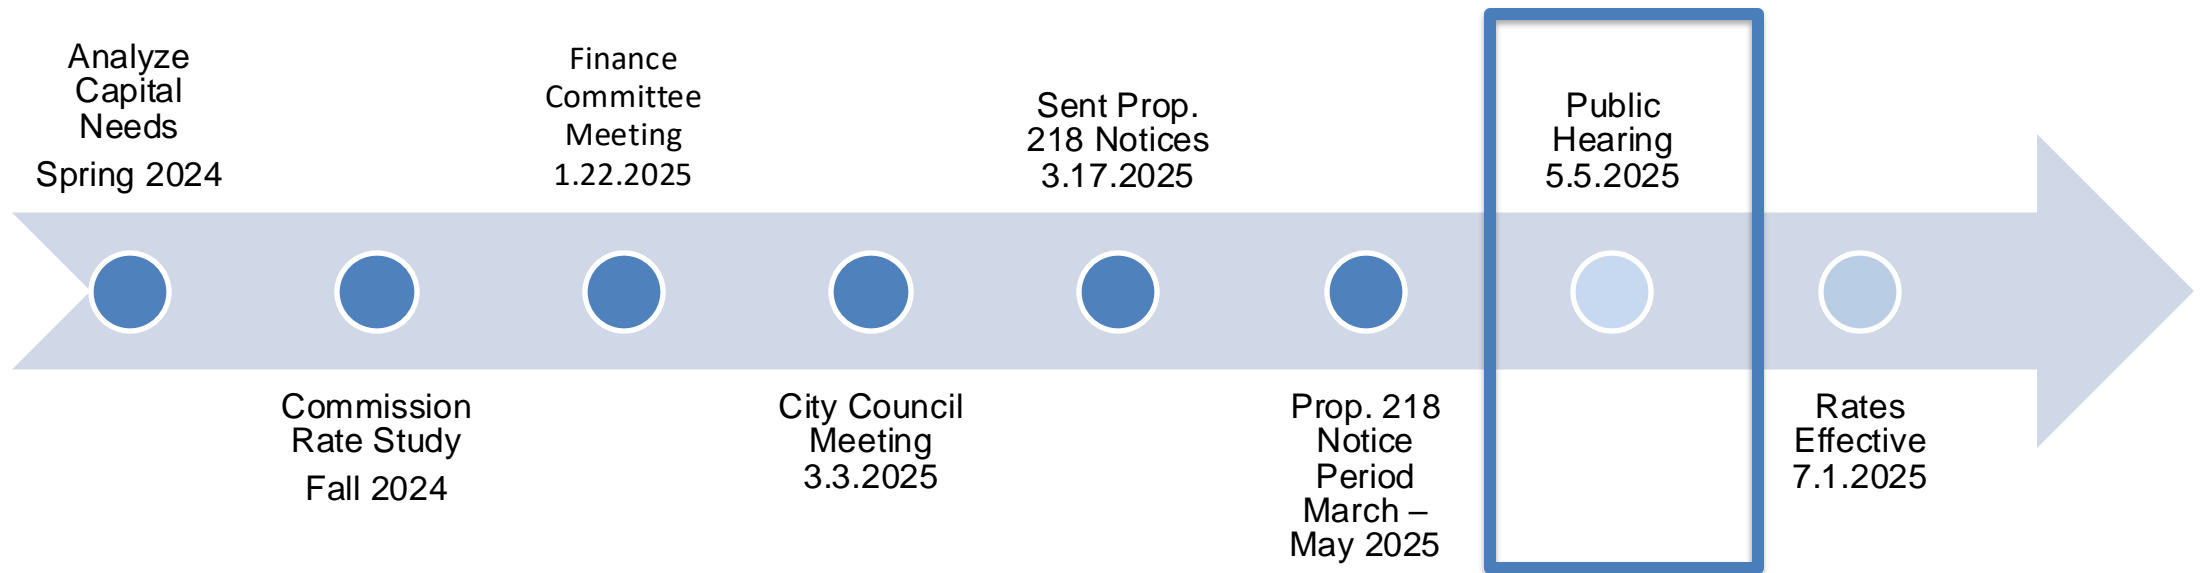 Analyze
Capital
Needs
Spring 2024
Commission
Rate Study
Fall 2024
Finance
Committee
Meeting
1.22.2025
City Council
Meeting
3.3.2025
Sent Prop.
218 Notices
3.17.2025
Prop. 218
Notice
Period
March –
May 2025
Public
Hearing
5.5.2025
Rates
Effective
7.1.2025